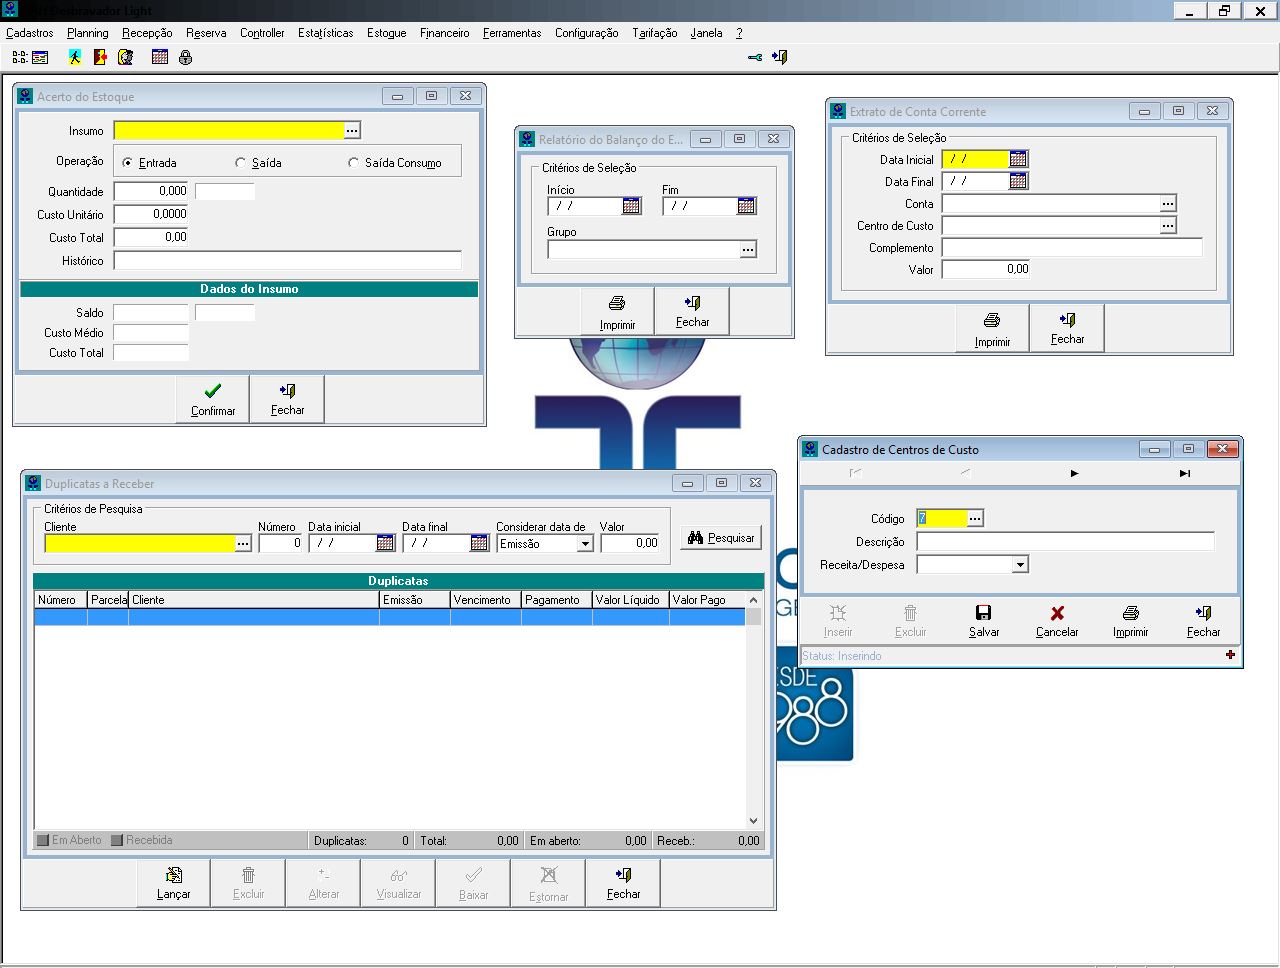 Desbravador Light
Cadastros Planning Recepção Reserva Controller Estatísticas Estoque Financeiro Ferramentas Configuração Tarifação Janela ?
Acerto do Estoque
Insumo
Operação Entrada Saída Saída Consumo
Quantidade 0,000
Custo Unitário 0,0000
Custo Total 0,00
Histórico
Dados do Insumo
Saldo
Custo Médio
Custo Total
Confirmar Fechar
Relatório do Balanço do E...
Critérios de Seleção
Início Fim
/ / / /
Grupo
Imprimir Fechar
Extrato de Conta Corrente
Critérios de Seleção
Data Inicial / /
Data Final / /
Conta
Centro de Custo
Complemento
Valor 0,00
Imprimir Fechar
Duplicatas a Receber
Critérios de Pesquisa
Cliente Número Data inicial Data final Considerar data de Valor
0 / / / / Emissão 0,00 Pesquisar
Duplicatas
Número Parcela Cliente Emissão Vencimento Pagamento Valor Líquido Valor Pago
Em Aberto Recebida Duplicatas: 0 Total: 0,00 Em aberto: 0,00 Receb.: 0,00
Lançar Excluir Alterar Visualizar Baixar Estornar Fechar
Cadastro de Centros de Custo
Código 7
Descrição
Receita/Despesa
Inserir Excluir Salvar Cancelar Imprimir Fechar
Status: Inserindo
988